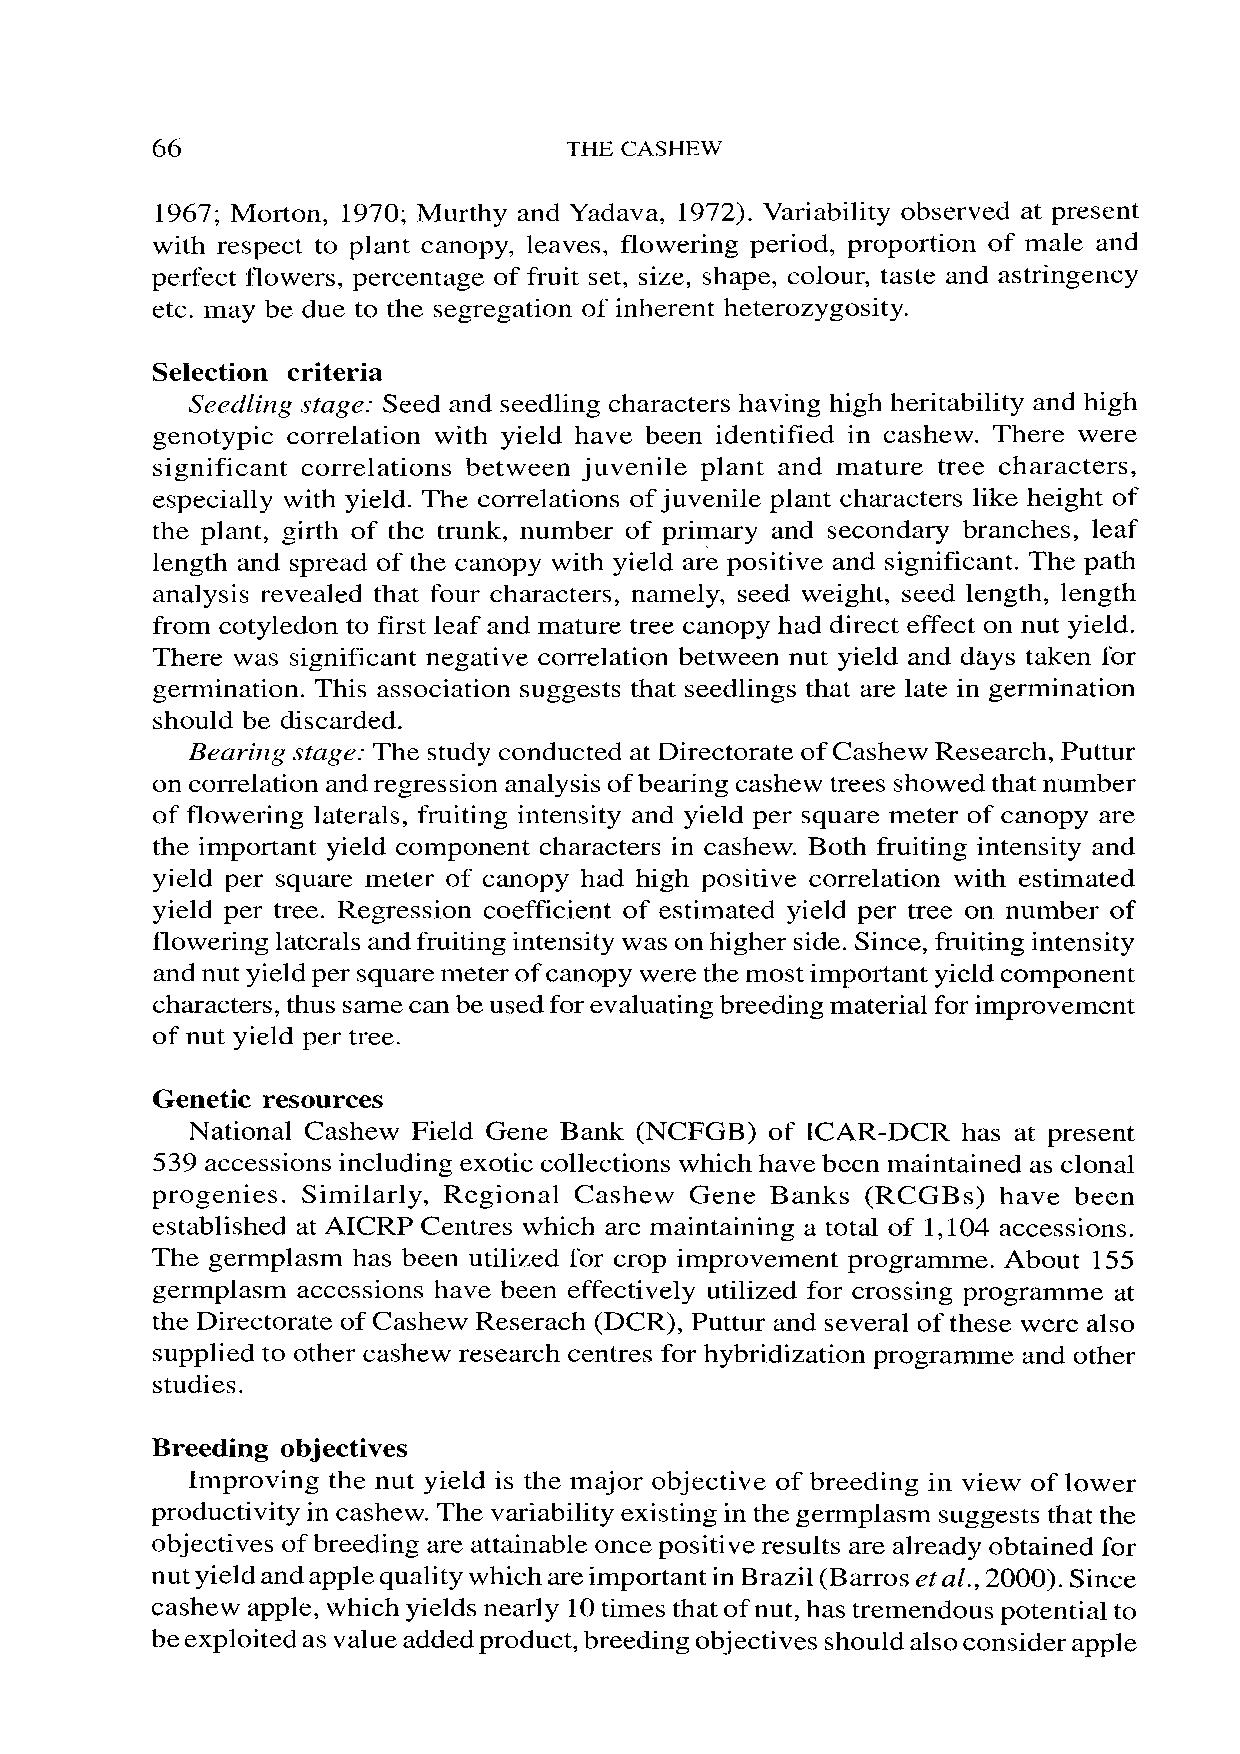 66 THE CASHEW
1967; Morton, 1970; Murthy and Yadava, 1972). Variability observed at present
with respect to plant canopy, leaves, flowering period, proportion of male and
perfect flowers, percentage of fruit set, size, shape, colour, taste and astringency
etc. may be due to the segregation of inherent heterozygosity.
Selection criteria
Seedling stage: Seed and seedling characters having high heritability and high
genotypic correlation with yield have been identified in cashew. There were
significant correlations between juvenile plant and mature tree characters,
especially with yield. The correlations of juvenile plant characters like height of
the plant, girth of the trunk, number of primary and secondary branches, leaf
length and spread of the canopy with yield are positive and significant. The path
analysis revealed that four characters, namely, seed weight, seed length, length
from cotyledon to first leaf and mature tree canopy had direct effect on nut yield.
There was significant negative correlation between nut yield and days taken for
germination. This association suggests that seedlings that are late in germination
should be discarded.
Bearing stage: The study conducted at Directorate of Cashew Research, Puttur
on correlation and regression analysis of bearing cashew trees showed that number
of flowering laterals, fruiting intensity and yield per square meter of canopy are
the important yield component characters in cashew. Both fruiting intensity and
yield per square meter of canopy had high positive correlation with estimated
yield per tree. Regression coefficient of estimated yield per tree on number of
flowering laterals and fruiting intensity was on higher side. Since, fruiting intensity
and nut yield per square meter of canopy were the most important yield component
characters, thus same can be used for evaluating breeding material for improvement
of nut yield per tree.
Genetic resources
National Cashew Field Gene Bank (NCFGB) of ICAR-DCR has at present
539 accessions including exotic collections which have been maintained as clonal
progenies. Similarly, Regional Cashew Gene Banks (RCGBs) have been
established at AICRP Centres which are maintaining a total of 1,104 accessions.
The germplasm has been utilized for crop improvement programme. About 155
germplasm accessions have been effectively utilized for crossing programme at
the Directorate of Cashew Reserach (DCR), Puttur and several of these were also
supplied to other cashew research centres for hybridization programme and other
studies.
Breeding objectives
Improving the nut yield is the major objective of breeding in view of lower
productivity in cashew. The variability existing in the germplasm suggests that the
objectives of breeding are attainable once positive results are already obtained for
nut yield and apple quality which are important in Brazil (Barros et al., 2000). Since
cashew apple, which yields nearly 10 times that of nut, has tremendous potential to
be exploited as value added product, breeding objectives should also consider apple